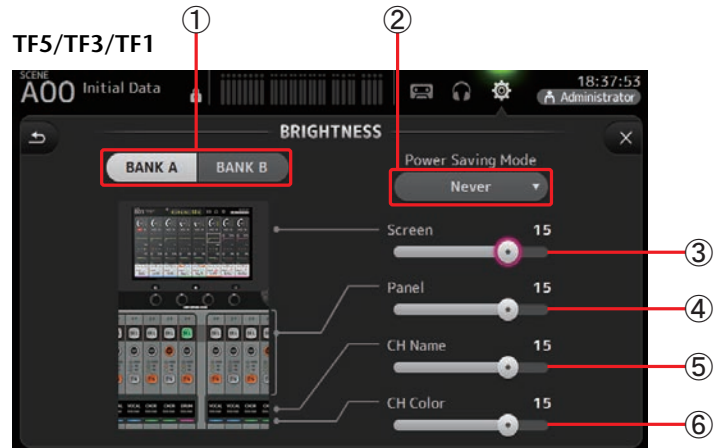 ① ②
TF5/TF3/TF1
SCENE
A00 Initial Data
18:37:53
Administrator
BRIGHTNESS
BANK A BANK B
Power Saving Mode
Never
Screen 15
③
Panel 15
④
CH Name 15
⑤
CH Color 15
⑥